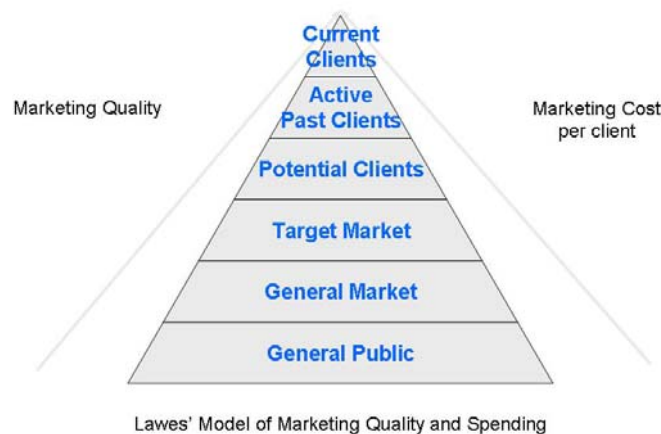 Current
Clients
Marketing Quality
Active
Past Clients
Marketing Cost
per client
Potential Clients
Target Market
General Market
General Public
Lawes' Model of Marketing Quality and Spending